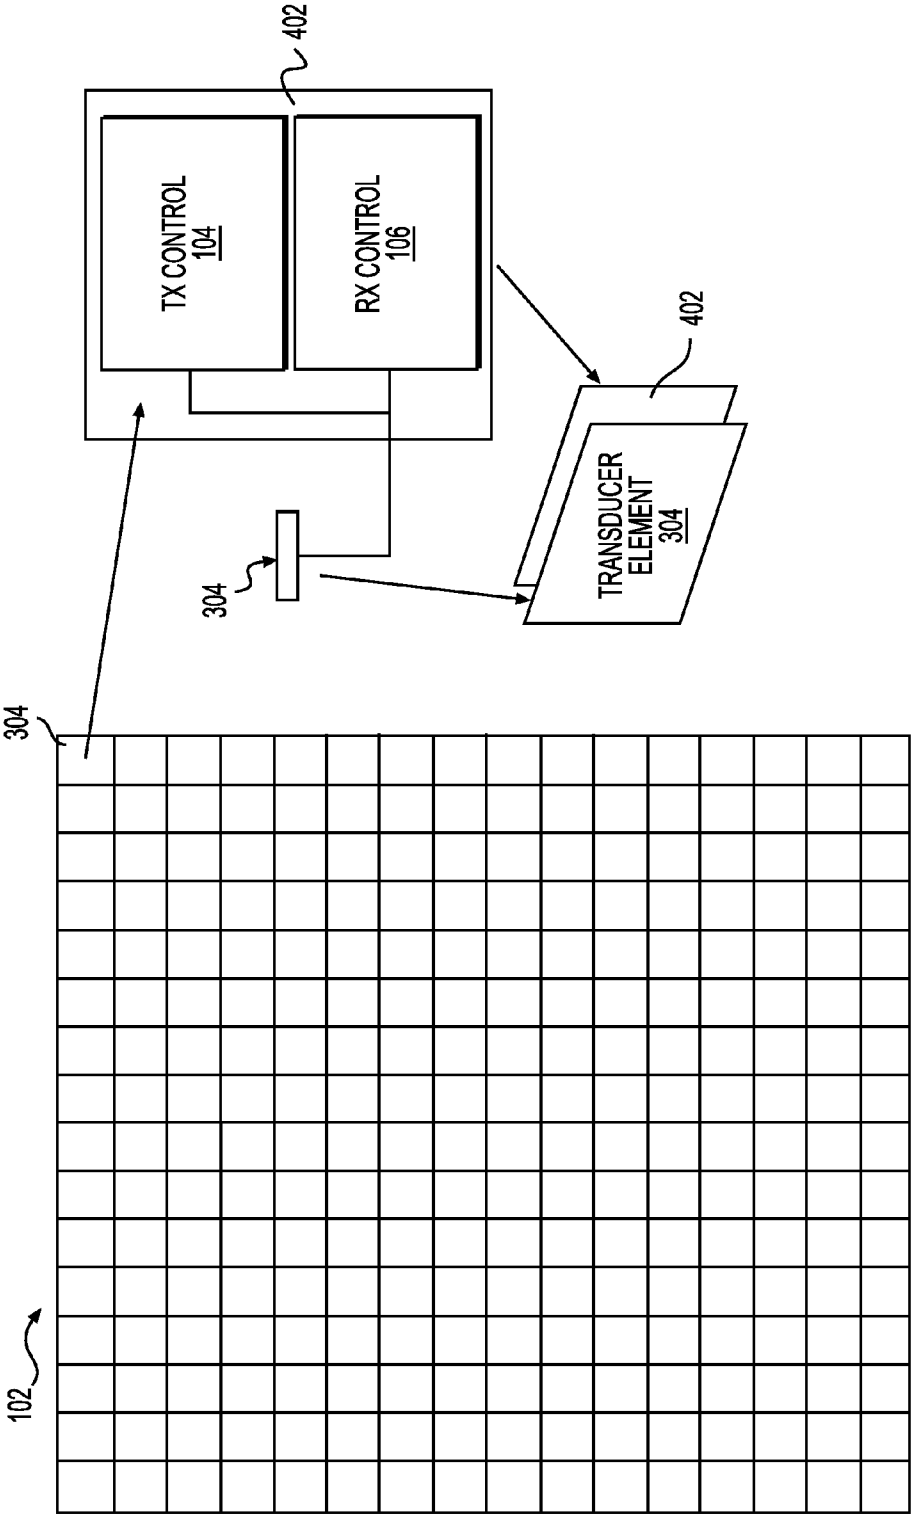 102
304
304
TX CONTROL
104
RX CONTROL
106
402
TRANSDUCER
ELEMENT
304
402